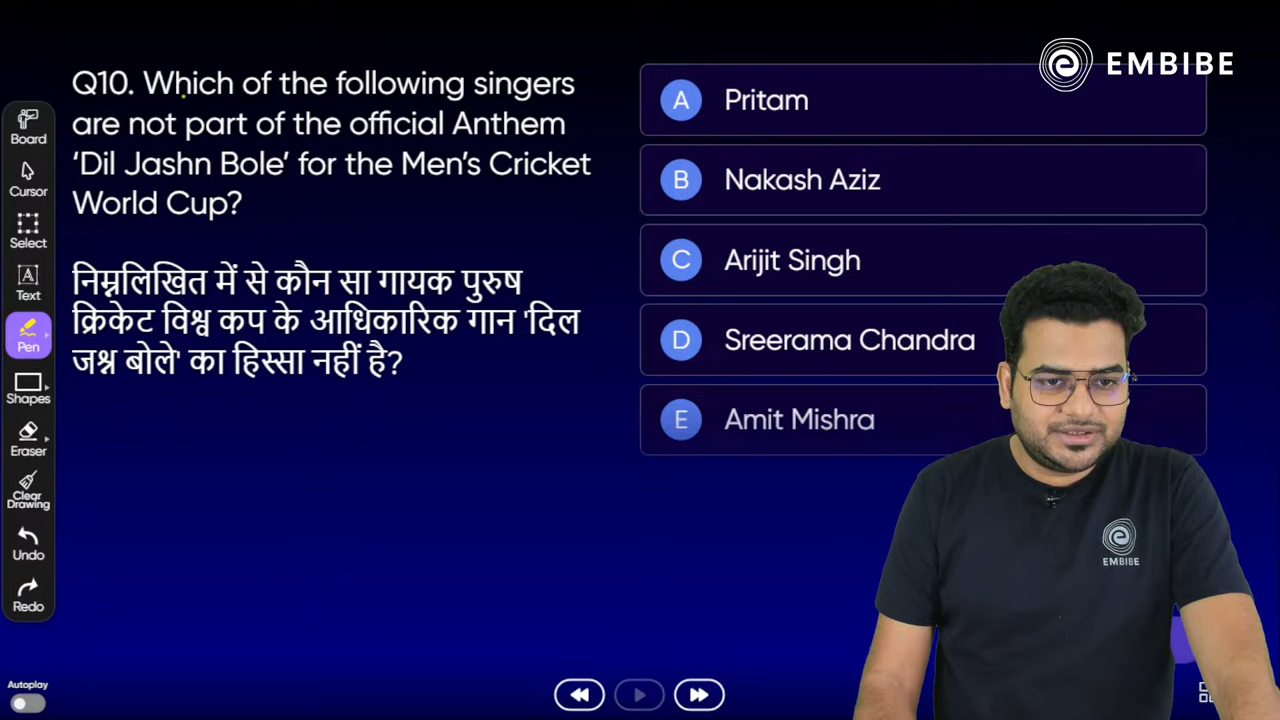 EMBIBE
Q10. Which of the following singers
are not part of the official Anthem
‘Dil Jashn Bole’ for the Men’s Cricket
World Cup?
निम्नलिखित में से कौन सा गायक पुरुष
क्रिकेट विश्व कप के आधिकारिक गान 'दिल
जश्न बोले' का हिस्सा नहीं है?
A Pritam
B Nakash Aziz
C Arijit Singh
D Sreerama Chandra
E Amit Mishra
Board
Cursor
Select
A
Text
Pen
Shapes
Eraser
Clear
Drawing
Undo
Redo
Autoplay
EMBIBE